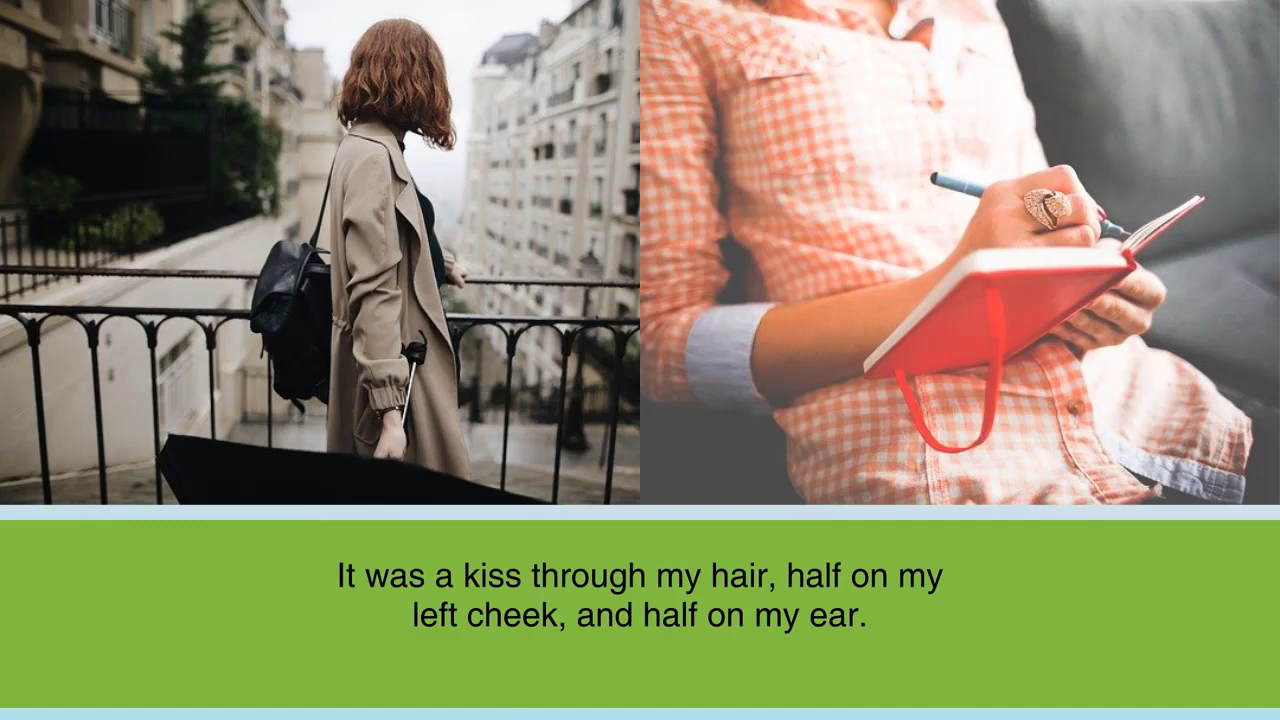 It was a kiss through my hair, half on my
left cheek, and half on my ear.